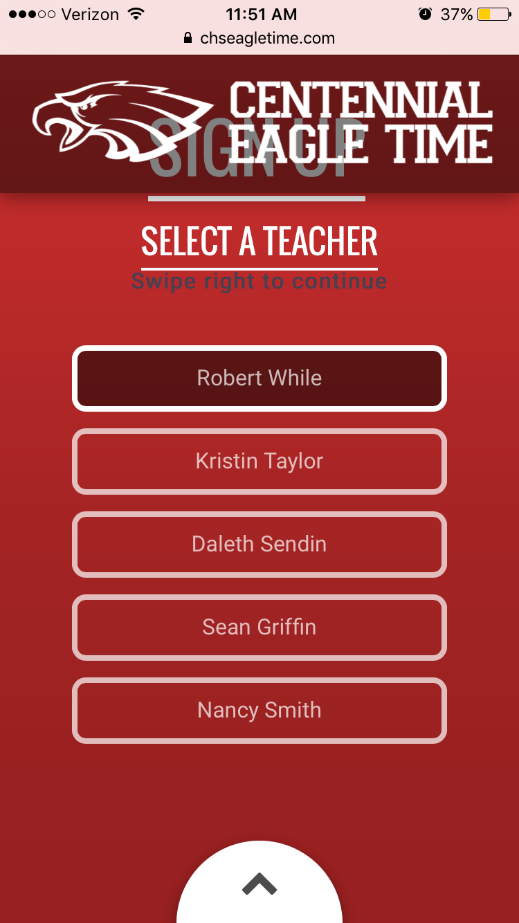 Verizon 11:51 AM 37%
chseagletime.com
CENTENNIAL
EAGLE TIME
SIGN UP
SELECT A TEACHER
Swipe right to continue
Robert While
Kristin Taylor
Daleth Sendin
Sean Griffin
Nancy Smith